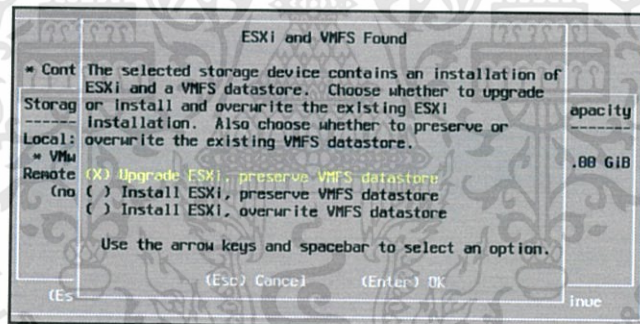 ESXi and VMFS Found
* Cont
The selected storage device contains an installation of
ESXi and a VMFS datastore. Choose whether to upgrade
Storag
or install and overwrite the existing ESXi
apacity
installation. Also choose whether to preserve or
Local:
overwrite the existing VMFS datastore.
* VMw
.00 GiB
Remote
(X) Upgrade ESXi, preserve VMFS datastore
(no
( ) Install ESXi, preserve VMFS datastore
( ) Install ESXi, overwrite VMFS datastore
Use the arrow keys and spacebar to select an option.
(Esc) Cancel (Enter) OK
(Es
inue